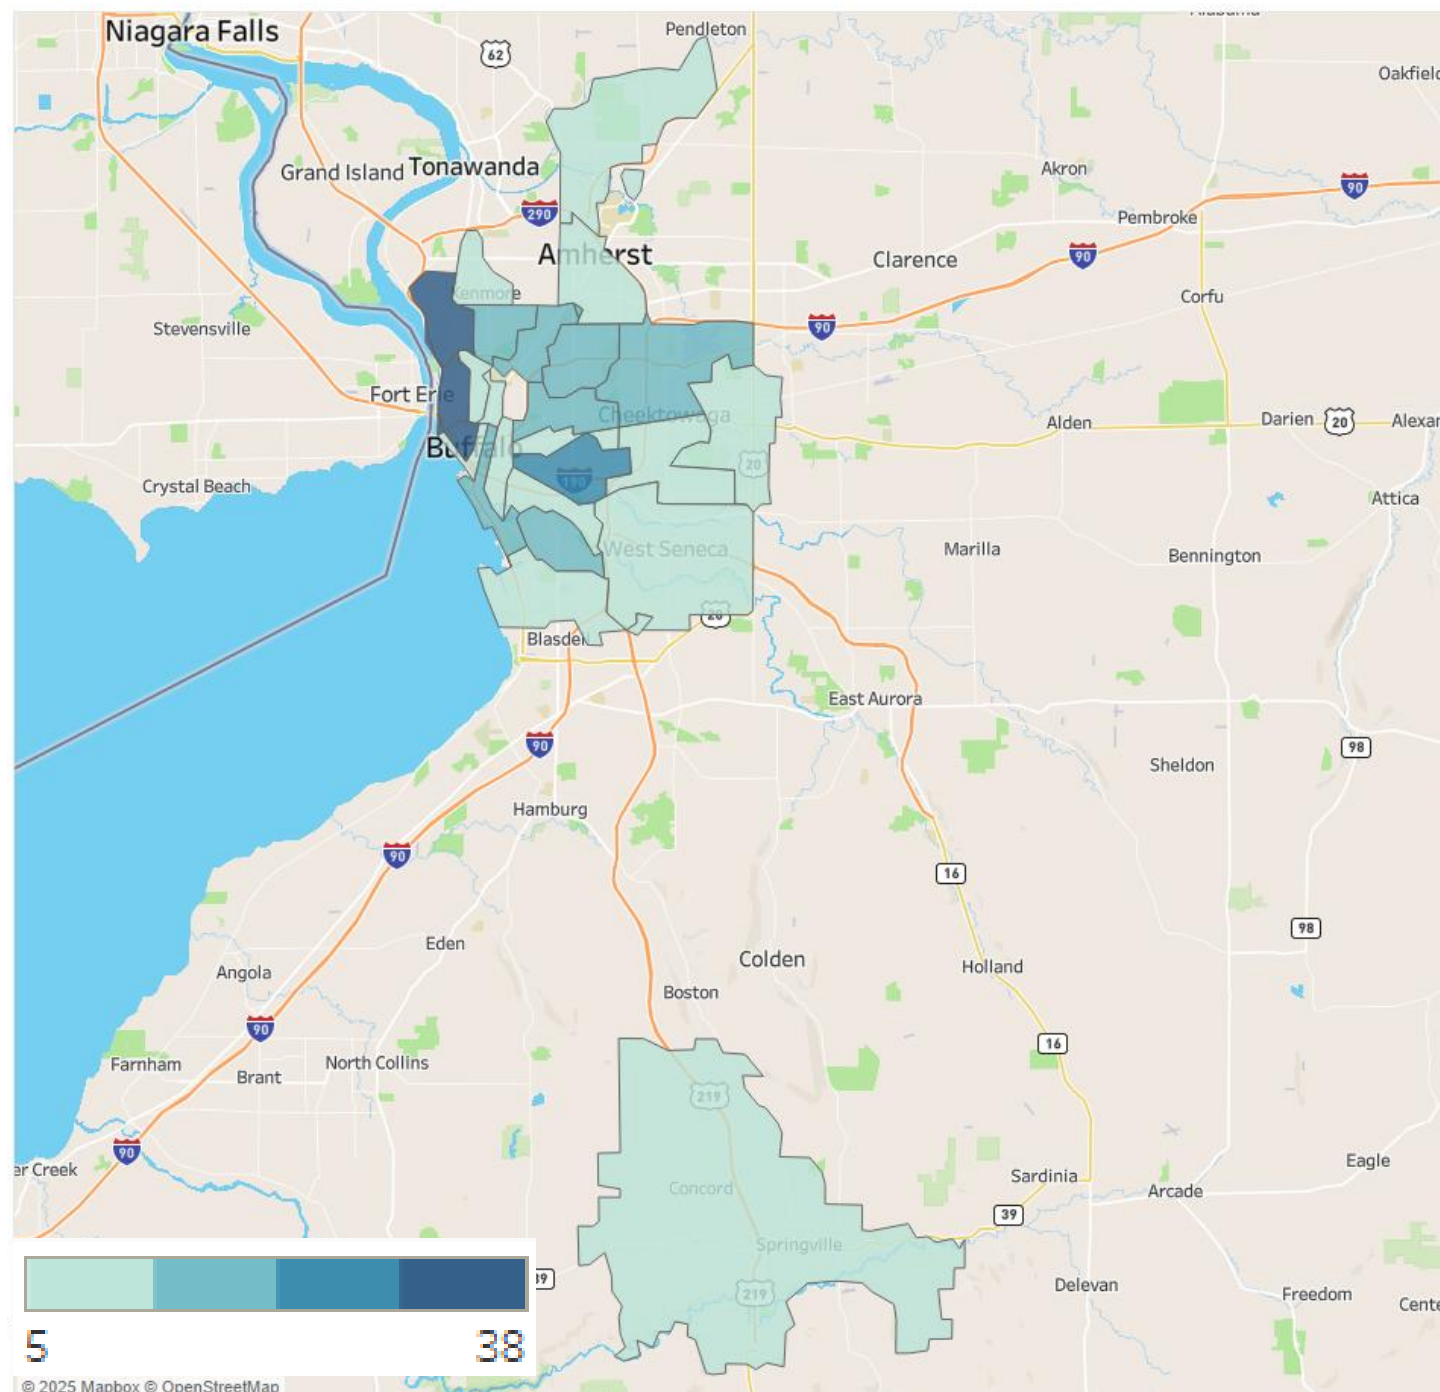 Niagara Falls
Pendleton
62
Oakfield
Grand Island
Tonawanda
Akron
90
290
Pembroke
Amherst
Clarence
90
Kenmore
Corfu
Stevensville
90
Fort Erie
Cheektowaga
Alden
Darien
20
Buffalo
20
190
Crystal Beach
Attica
West Seneca
Marilla
Bennington
20
Blasdell
East Aurora
90
98
Sheldon
Hamburg
90
16
98
Eden
Colden
Angola
Holland
Boston
90
16
Farnham
North Collins
Brant
219
90
er Creek
Eagle
Sardinia
Concord
Arcade
39
Springville
39
Delevan
219
Freedom
5
38
© 2025 Mapbox © OpenStreetMap